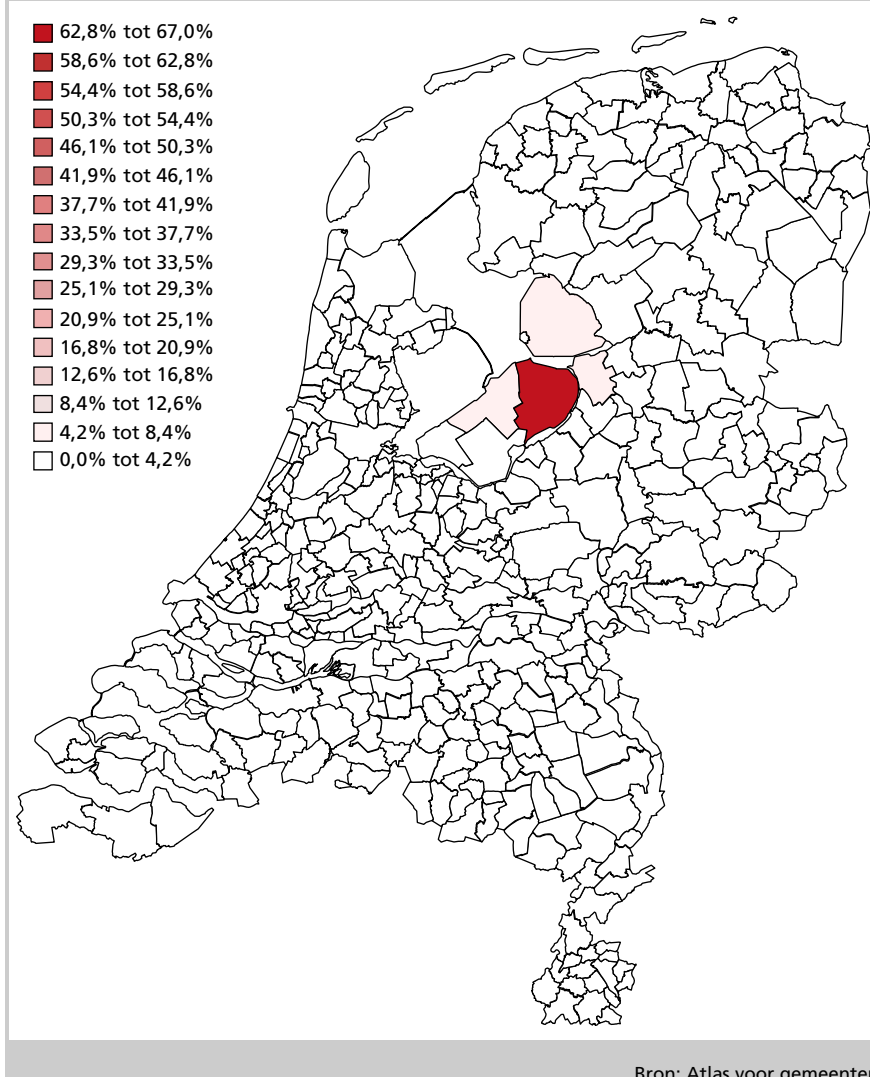 62,8% tot 67,0%
58,6% tot 62,8%
54,4% tot 58,6%
50,3% tot 54,4%
46,1% tot 50,3%
41,9% tot 46,1%
37,7% tot 41,9%
33,5% tot 37,7%
29,3% tot 33,5%
25,1% tot 29,3%
20,9% tot 25,1%
16,8% tot 20,9%
12,6% tot 16,8%
8,4% tot 12,6%
4,2% tot 8,4%
0,0% tot 4,2%
Bron: Atlas voor gemeenten